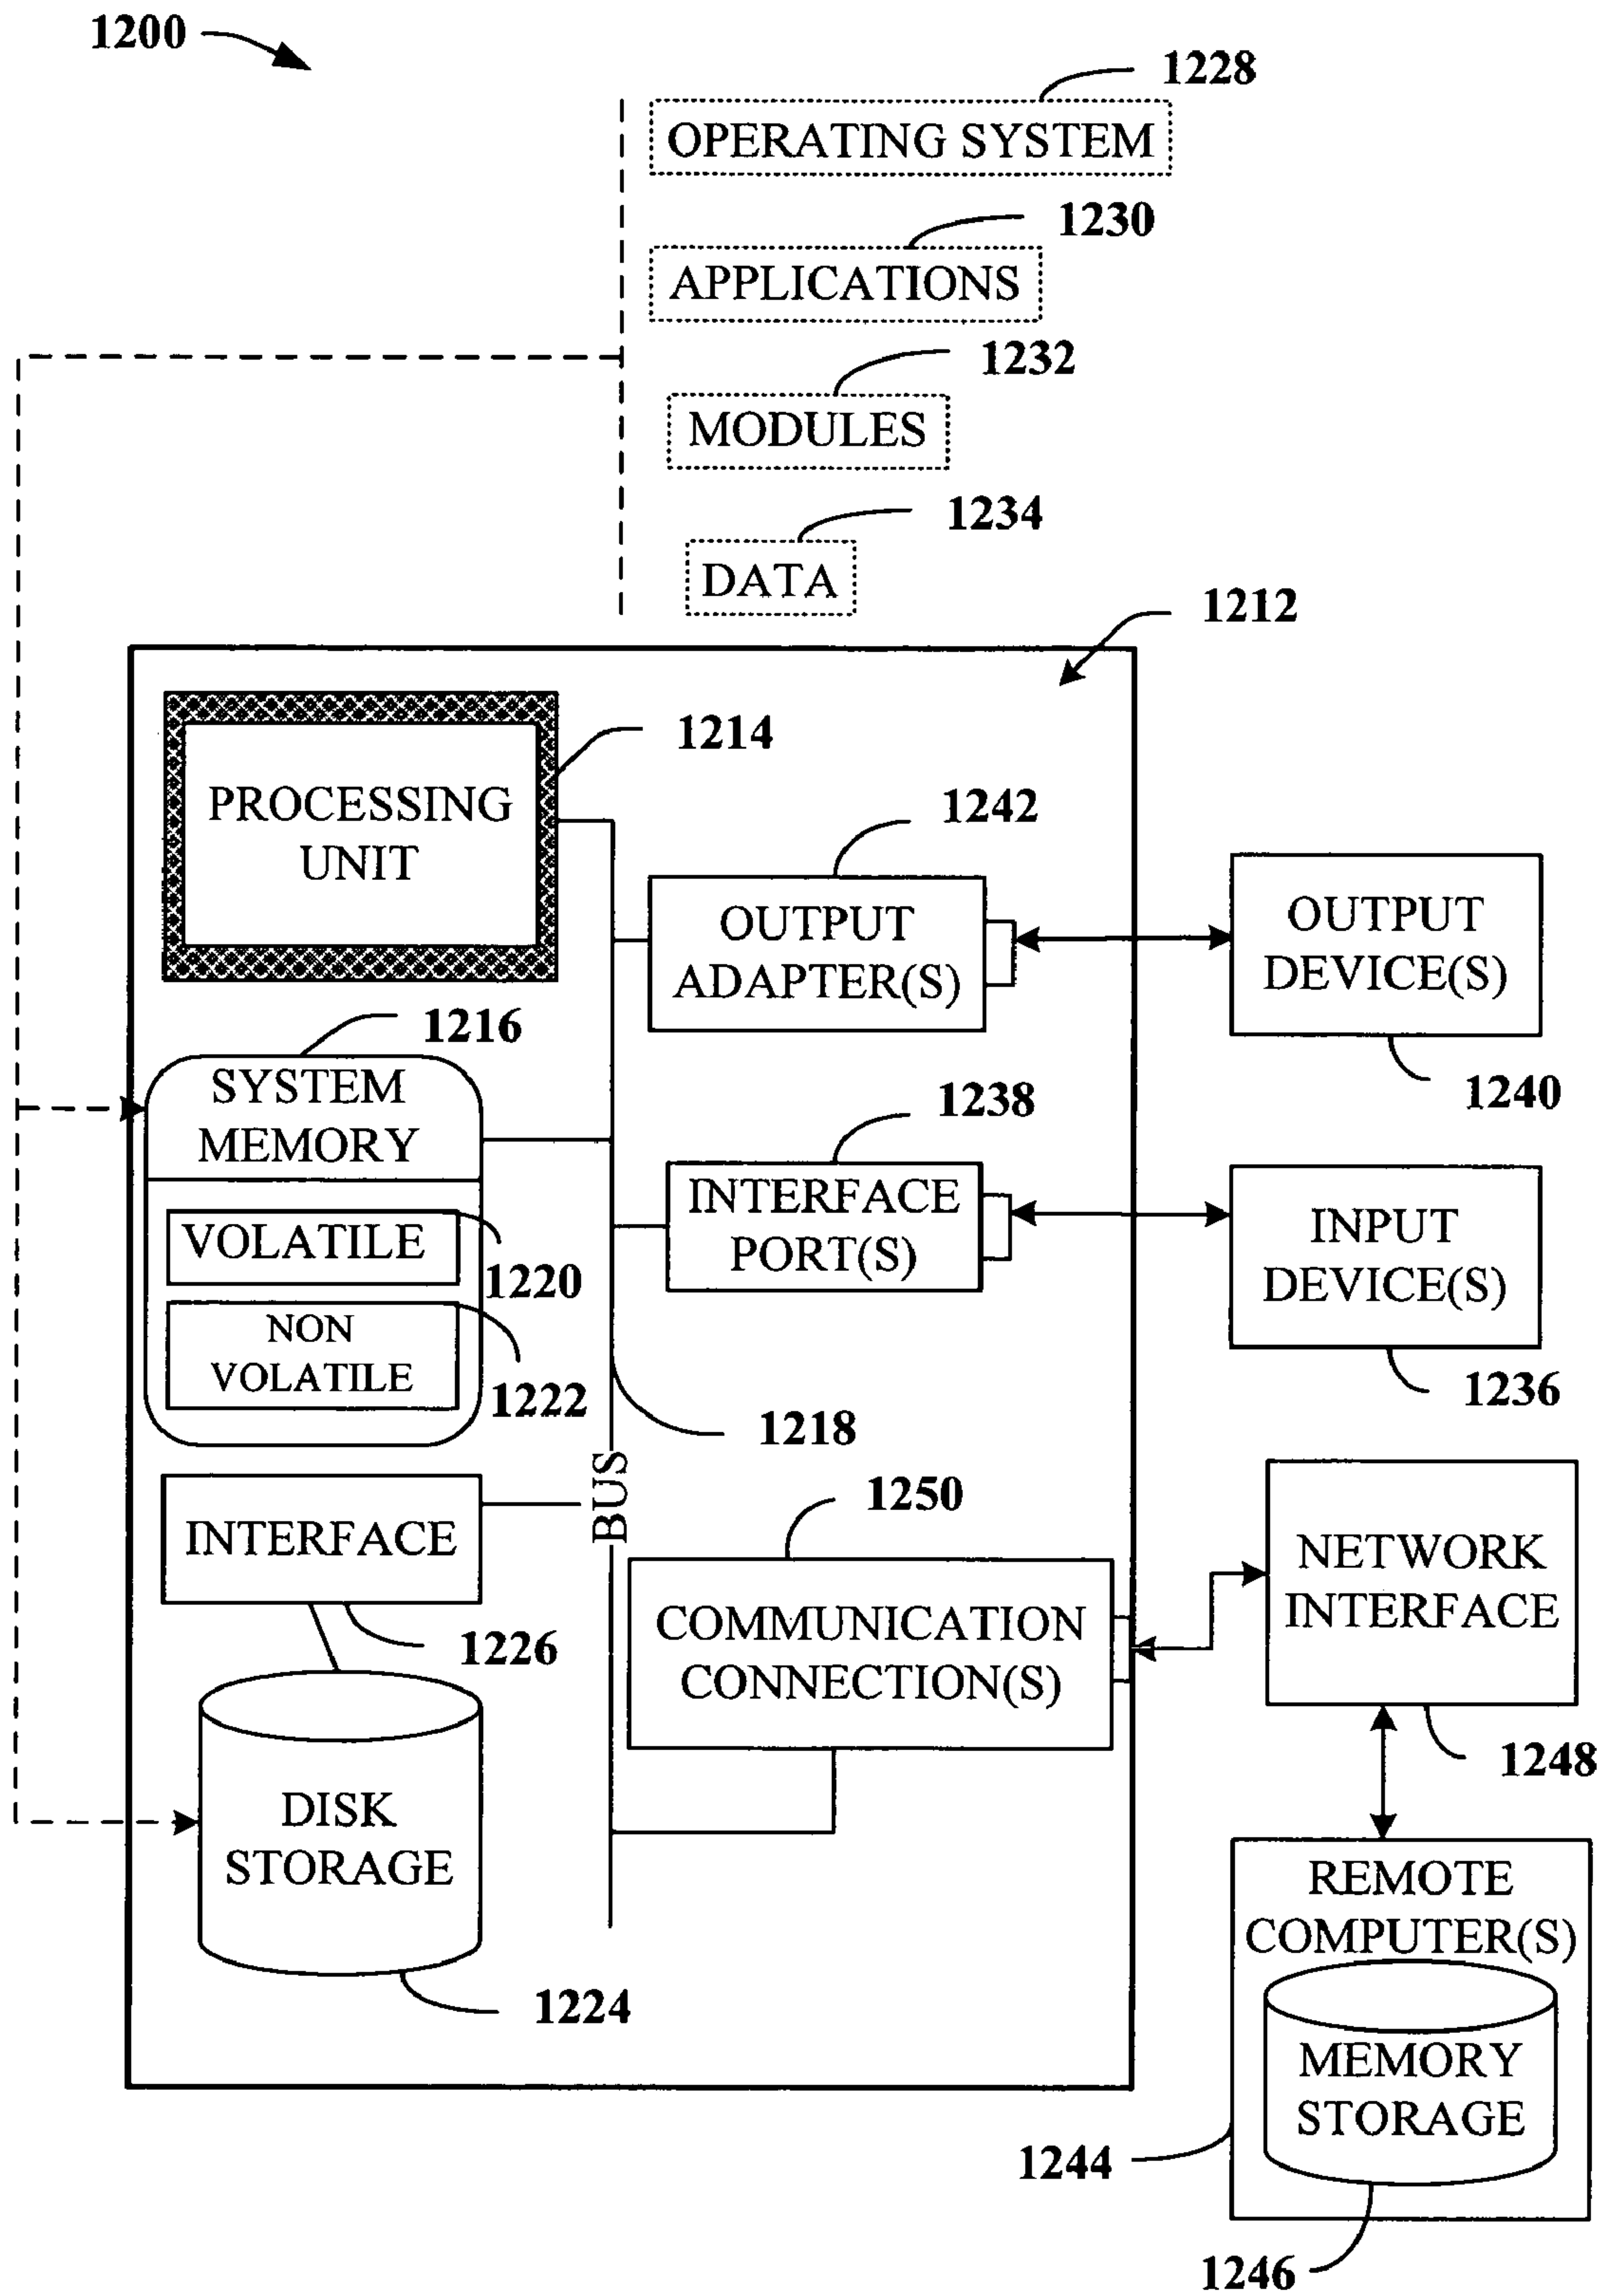 1200
1228
OPERATING SYSTEM
1230
APPLICATIONS
1232
MODULES
1234
DATA
1212
1214
PROCESSING
UNIT
1242
OUTPUT
ADAPTER(S)
OUTPUT
DEVICE(S)
1240
1216
SYSTEM
MEMORY
VOLATILE
1220
NON
VOLATILE
1222
1238
INTERFACE
PORT(S)
INPUT
DEVICE(S)
1236
1218
BUS
INTERFACE
1226
1250
COMMUNICATION
CONNECTION(S)
NETWORK
INTERFACE
1248
DISK
STORAGE
1224
REMOTE
COMPUTER(S)
MEMORY
STORAGE
1244
1246